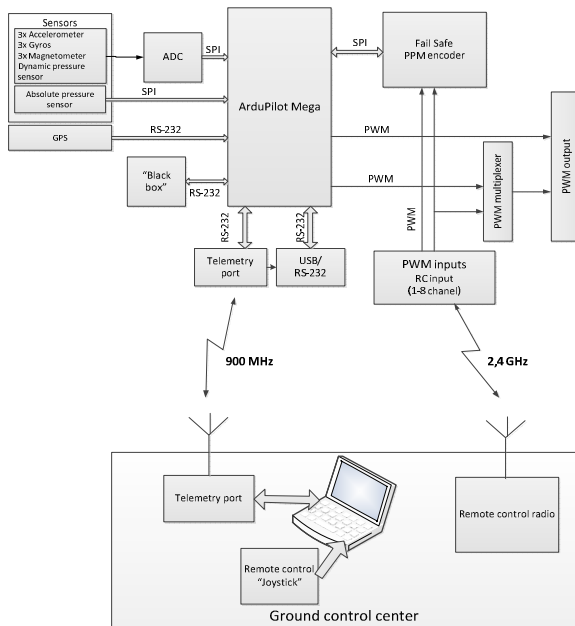 Sensors
3x Accelerometer
3x Gyros
3x Magnetometer
Dynamic pressure
sensor
Absolute pressure
sensor
GPS
ADC
SPI
SPI
RS-232
"Black
box"
RS-232
ArduPilot Mega
SPI
Fail Safe
PPM encoder
PWM
PWM
PWM
PWM multiplexer
PWM output
RS-232
RS-232
Telemetry
port
USB/
RS-232
PWM inputs
RC input
(1-8 chanel)
900 MHz
2,4 GHz
Telemetry port
Remote control
"Joystick"
Remote control radio
Ground control center